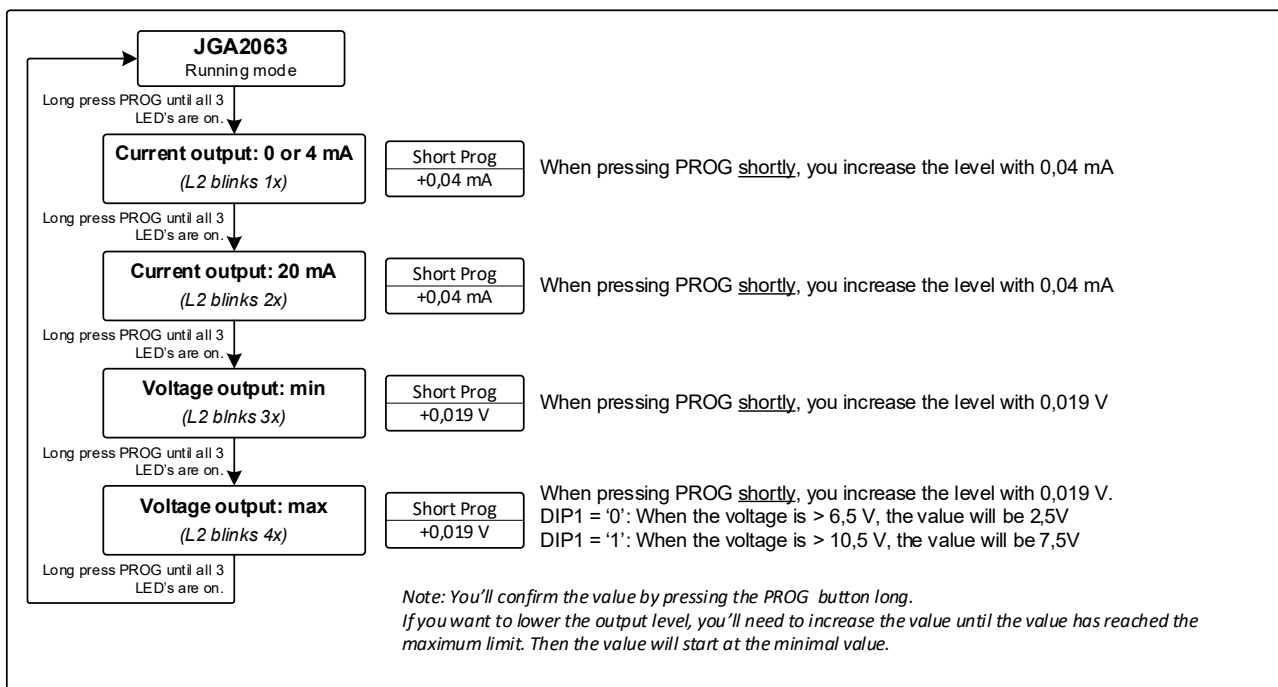 JGA2063
Running mode
Long press PROG until all 3
LED's are on.
Current output: 0 or 4 mA
(L2 blinks 1x)
Short Prog
+0,04 mA
When pressing PROG shortly, you increase the level with 0,04 mA
Long press PROG until all 3
LED's are on.
Current output: 20 mA
(L2 blinks 2x)
Short Prog
+0,04 mA
When pressing PROG shortly, you increase the level with 0,04 mA
Long press PROG until all 3
LED's are on.
Voltage output: min
(L2 blnks 3x)
Short Prog
+0,019 V
When pressing PROG shortly, you increase the level with 0,019 V
Long press PROG until all 3
LED's are on.
Voltage output: max
(L2 blinks 4x)
Short Prog
+0,019 V
When pressing PROG shortly, you increase the level with 0,019 V.
DIP1 = ‘0’: When the voltage is > 6,5 V, the value will be 2,5V
DIP1 = ‘1’: When the voltage is > 10,5 V, the value will be 7,5V
Long press PROG until all 3
LED's are on.
Note: You’ll confirm the value by pressing the PROG button long.
If you want to lower the output level, you’ll need to increase the value until the value has reached the
maximum limit. Then the value will start at the minimal value.